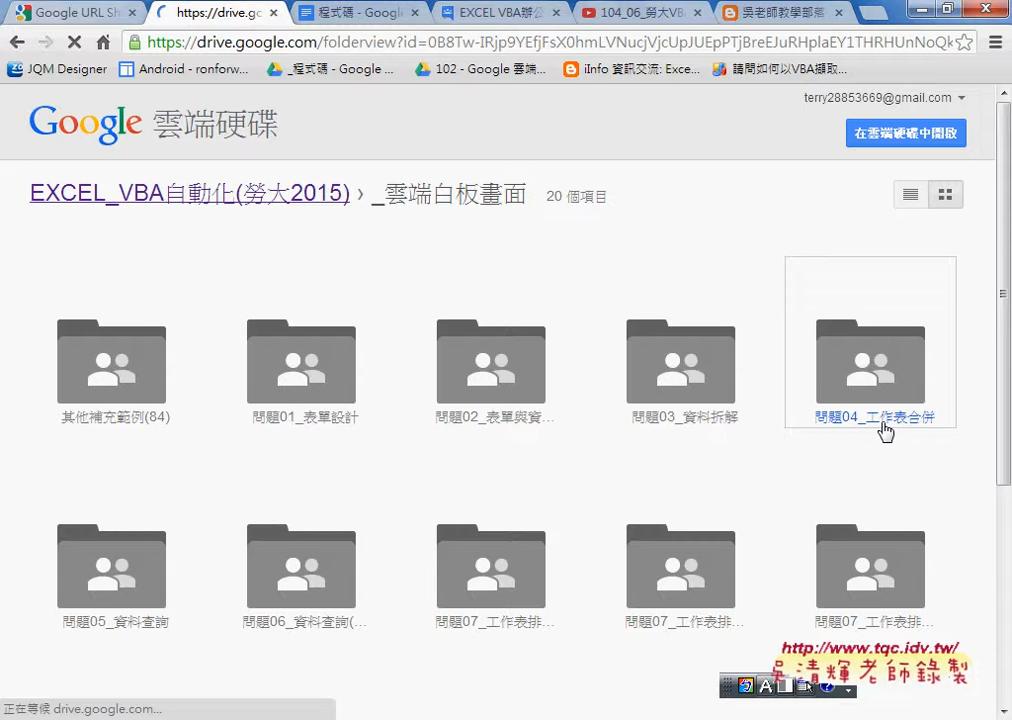 Google URL Sh
https://drive.gc
程式碼 - Google
EXCEL VBA辦公
104_06_勞大VB
吳老師教學部落
https://drive.google.com/folderview?id=0B8Tw-IRjp9YEfjFsX0hmLVNucjVjcUpJUEpPTjBreEJuRHplaEY1THRHUnNoQk
JQM Designer
Android - ronforw...
_程式碼 - Google ...
102 - Google 雲端...
iInfo 資訊交流: Exce...
請問如何以VBA擷取...
terry28853669@gmail.com
Google 雲端硬碟
在雲端硬碟中開啟
EXCEL_VBA自動化(勞大2015) › _雲端白板畫面 20 個項目
其他補充範例(84)
問題01_表單設計
問題02_表單與資...
問題03_資料拆解
問題04_工作表合併
問題05_資料查詢
問題06_資料查詢(...
問題07_工作表排...
問題07_工作表排...
問題07_工作表排...
http://www.tqc.idv.tw/
吳清輝老師錄製
正在等候 drive.google.com...